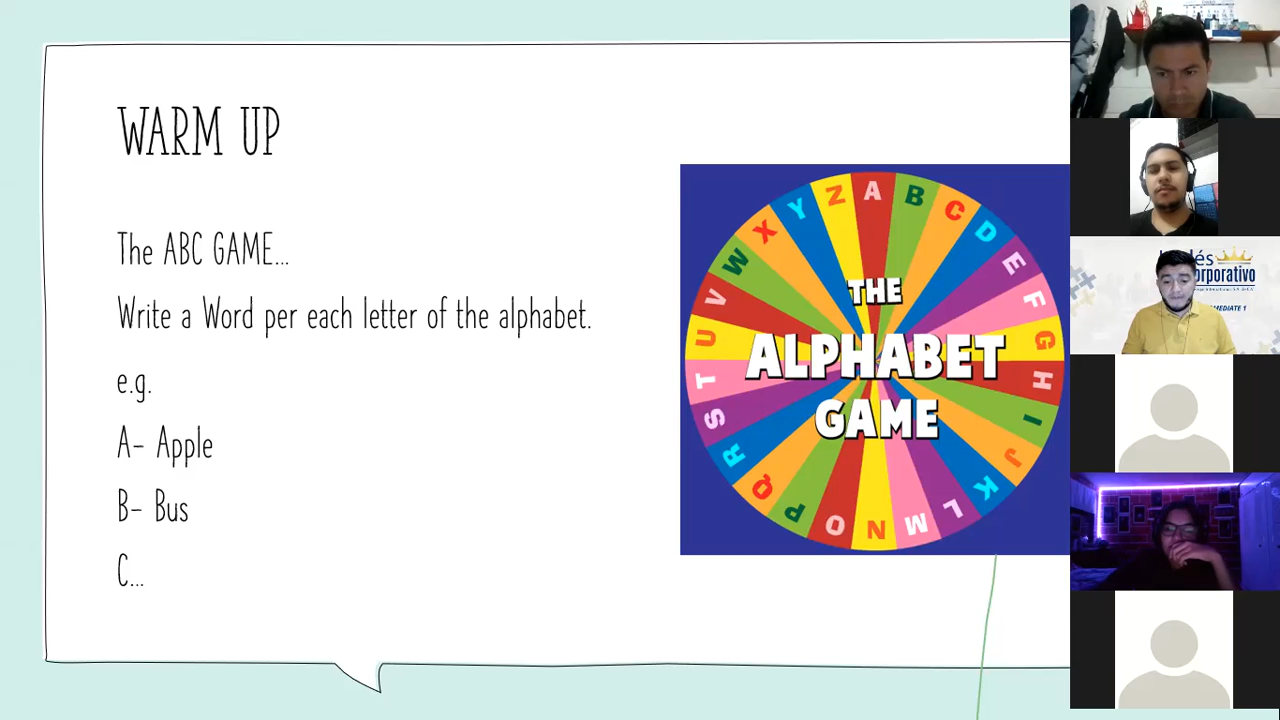 WARM UP
The ABC GAME...
Write a Word per each letter of the alphabet.
e.g.
A- Apple
B- Bus
C...
A B C D E F G H I J K L M N O P Q R S T U V W X Y Z
THE
ALPHABET
GAME
orporativo